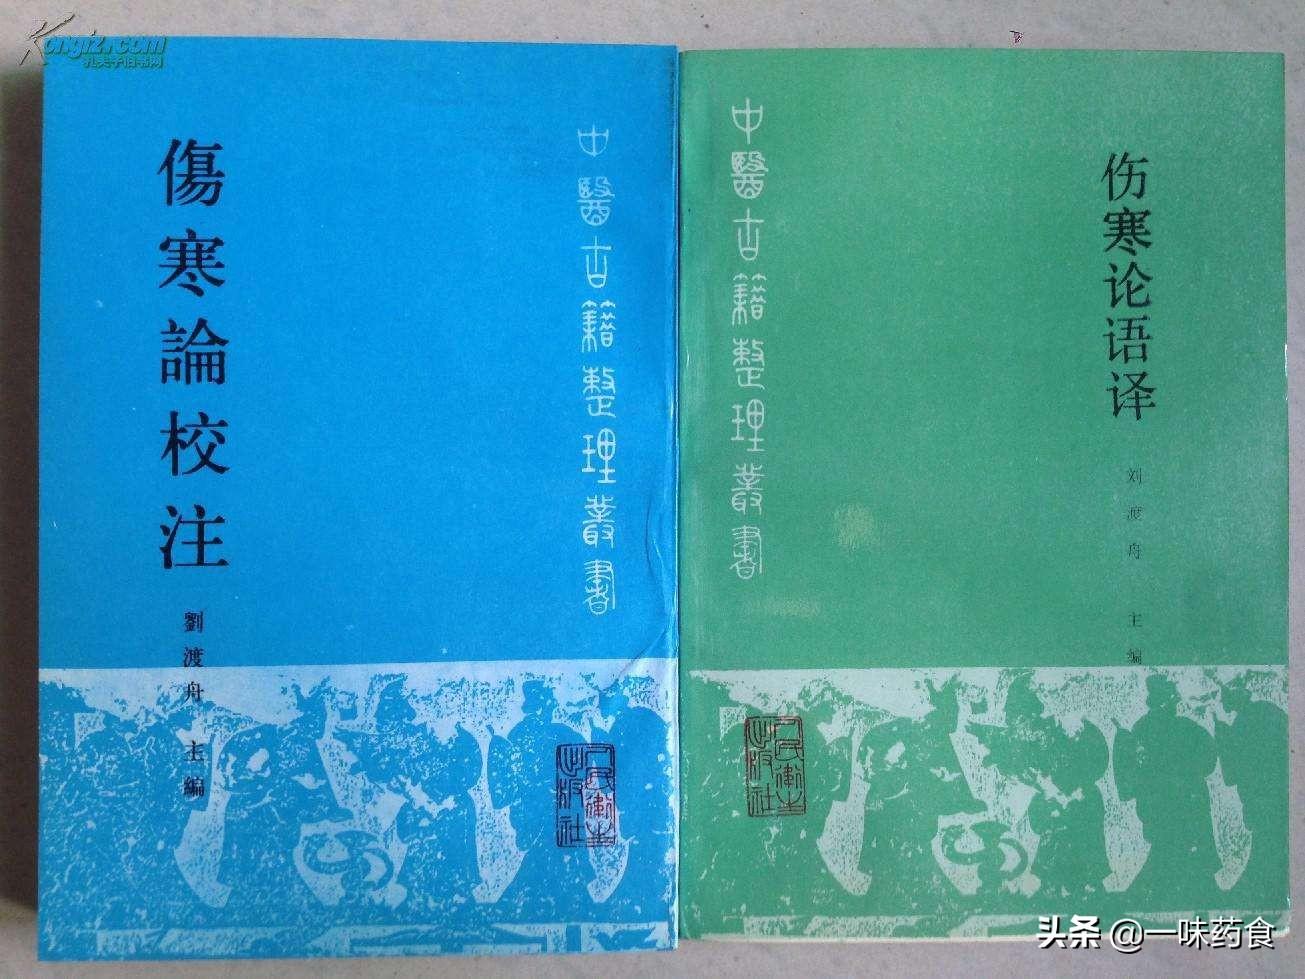 Kongfz.com
孔夫子旧书网
傷寒論校注
劉渡舟 主編
中醫古籍整理叢書
人民衛生
出版社
中醫古籍整理叢書
伤寒论语译
刘渡舟 主编
人民衛生
出版社
头条 @一味药食